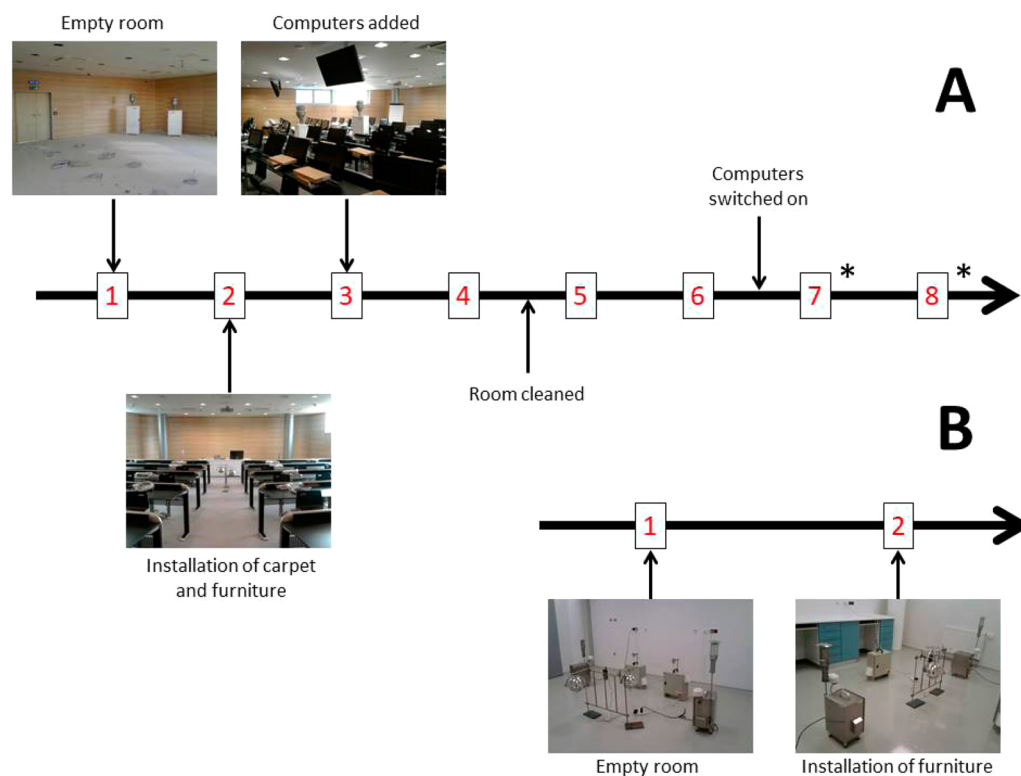 Empty room
Computers added
A
Computers
switched on
1
2
3
4
5
6
7
*
8
*
Room cleaned
Installation of carpet
and furniture
B
1
2
Empty room
Installation of furniture